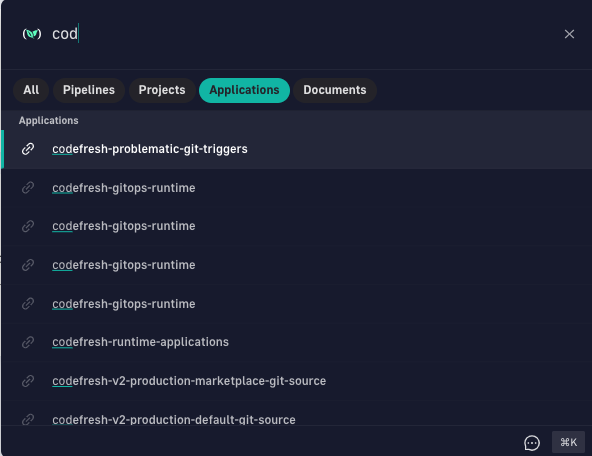 cod
All Pipelines Projects Applications Documents
Applications
codefresh-problematic-git-triggers
codefresh-gitops-runtime
codefresh-gitops-runtime
codefresh-gitops-runtime
codefresh-gitops-runtime
codefresh-runtime-applications
codefresh-v2-production-marketplace-git-source
codefresh-v2-production-default-git-source
⌘K